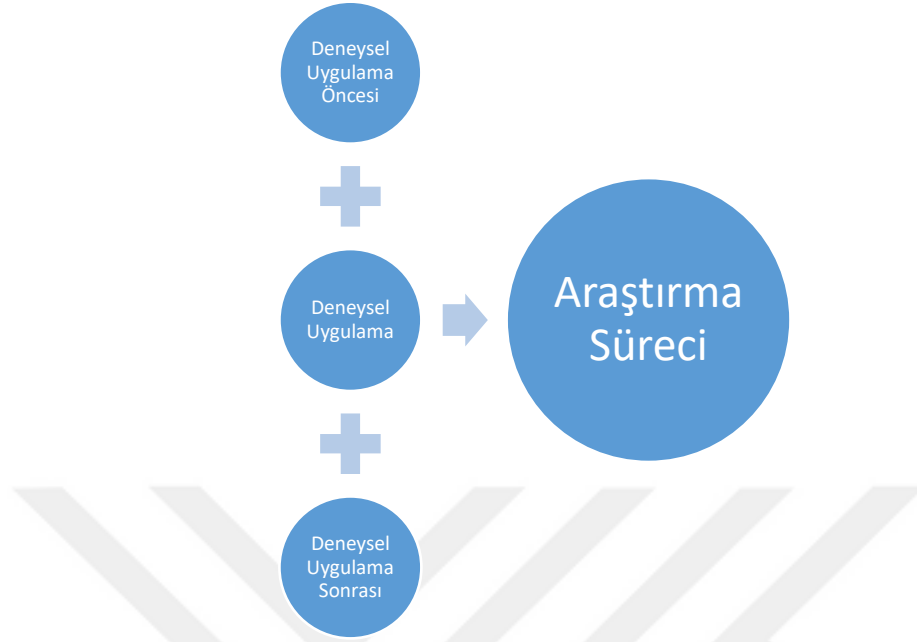 Deneysel
Uygulama
Öncesi
Deneysel
Uygulama
Araştırma
Süreci
Deneysel
Uygulama
Sonrası